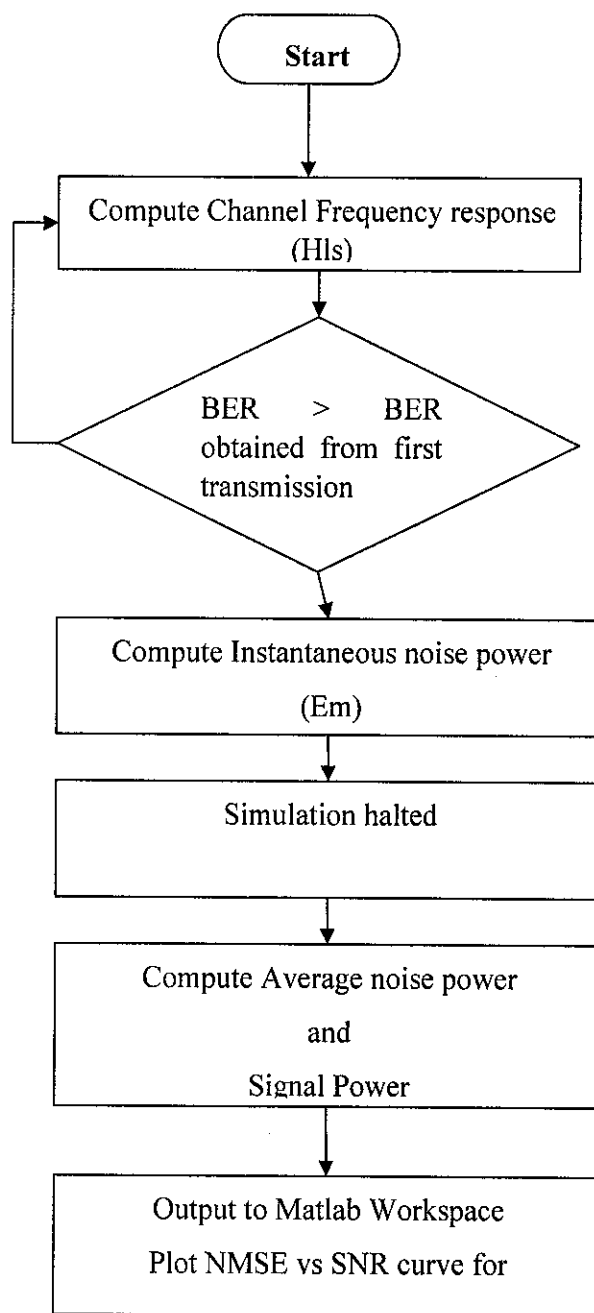 Start
Compute Channel Frequency response
(Hls)
BER > BER
obtained from first
transmission
Compute Instantaneous noise power
(Em)
Simulation halted
Compute Average noise power
and
Signal Power
Output to Matlab Workspace
Plot NMSE vs SNR curve for